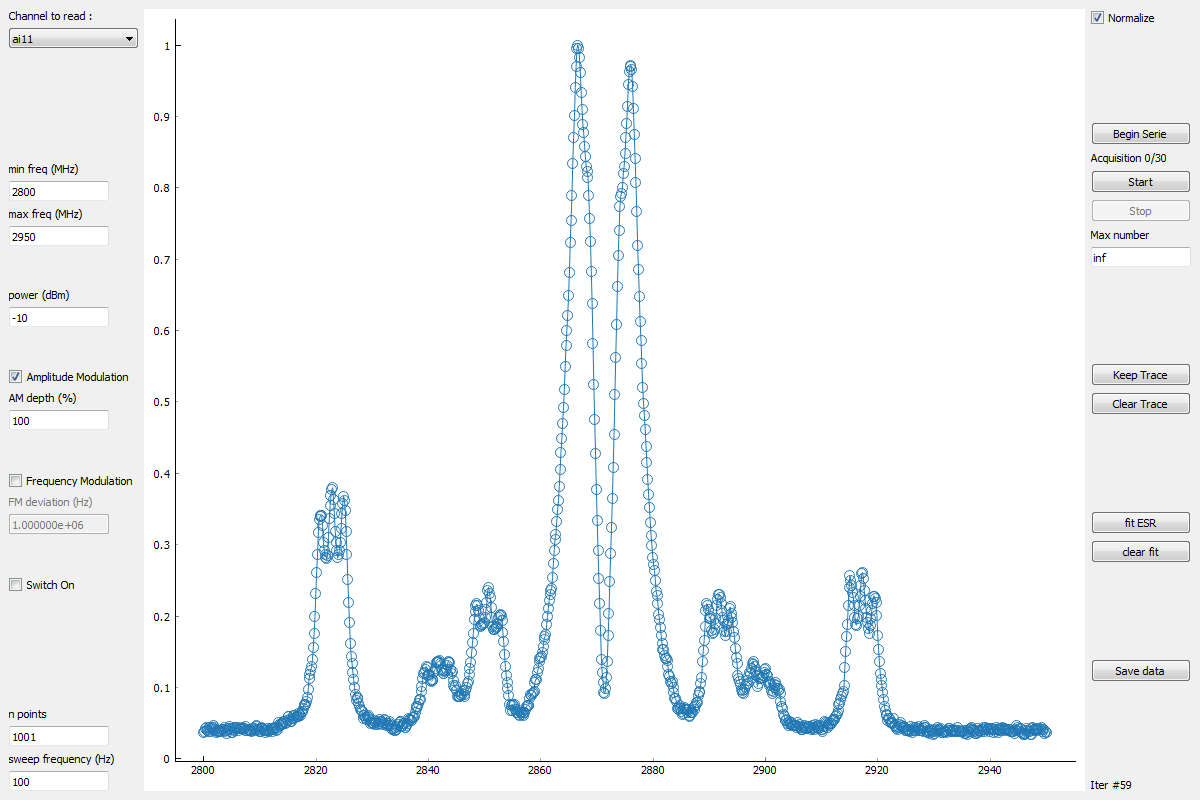 Channel to read :
ai11
min freq (MHz)
2800
max freq (MHz)
2950
power (dBm)
-10
Amplitude Modulation
AM depth (%)
100
Frequency Modulation
FM deviation (Hz)
1.000000e+06
Switch On
n points
1001
sweep frequency (Hz)
100
1
0.9
0.8
0.7
0.6
0.5
0.4
0.3
0.2
0.1
0
2800 2820 2840 2860 2880 2900 2920 2940
Normalize
Begin Serie
Acquisition 0/30
Start
Stop
Max number
inf
Keep Trace
Clear Trace
fit ESR
clear fit
Save data
Iter #59